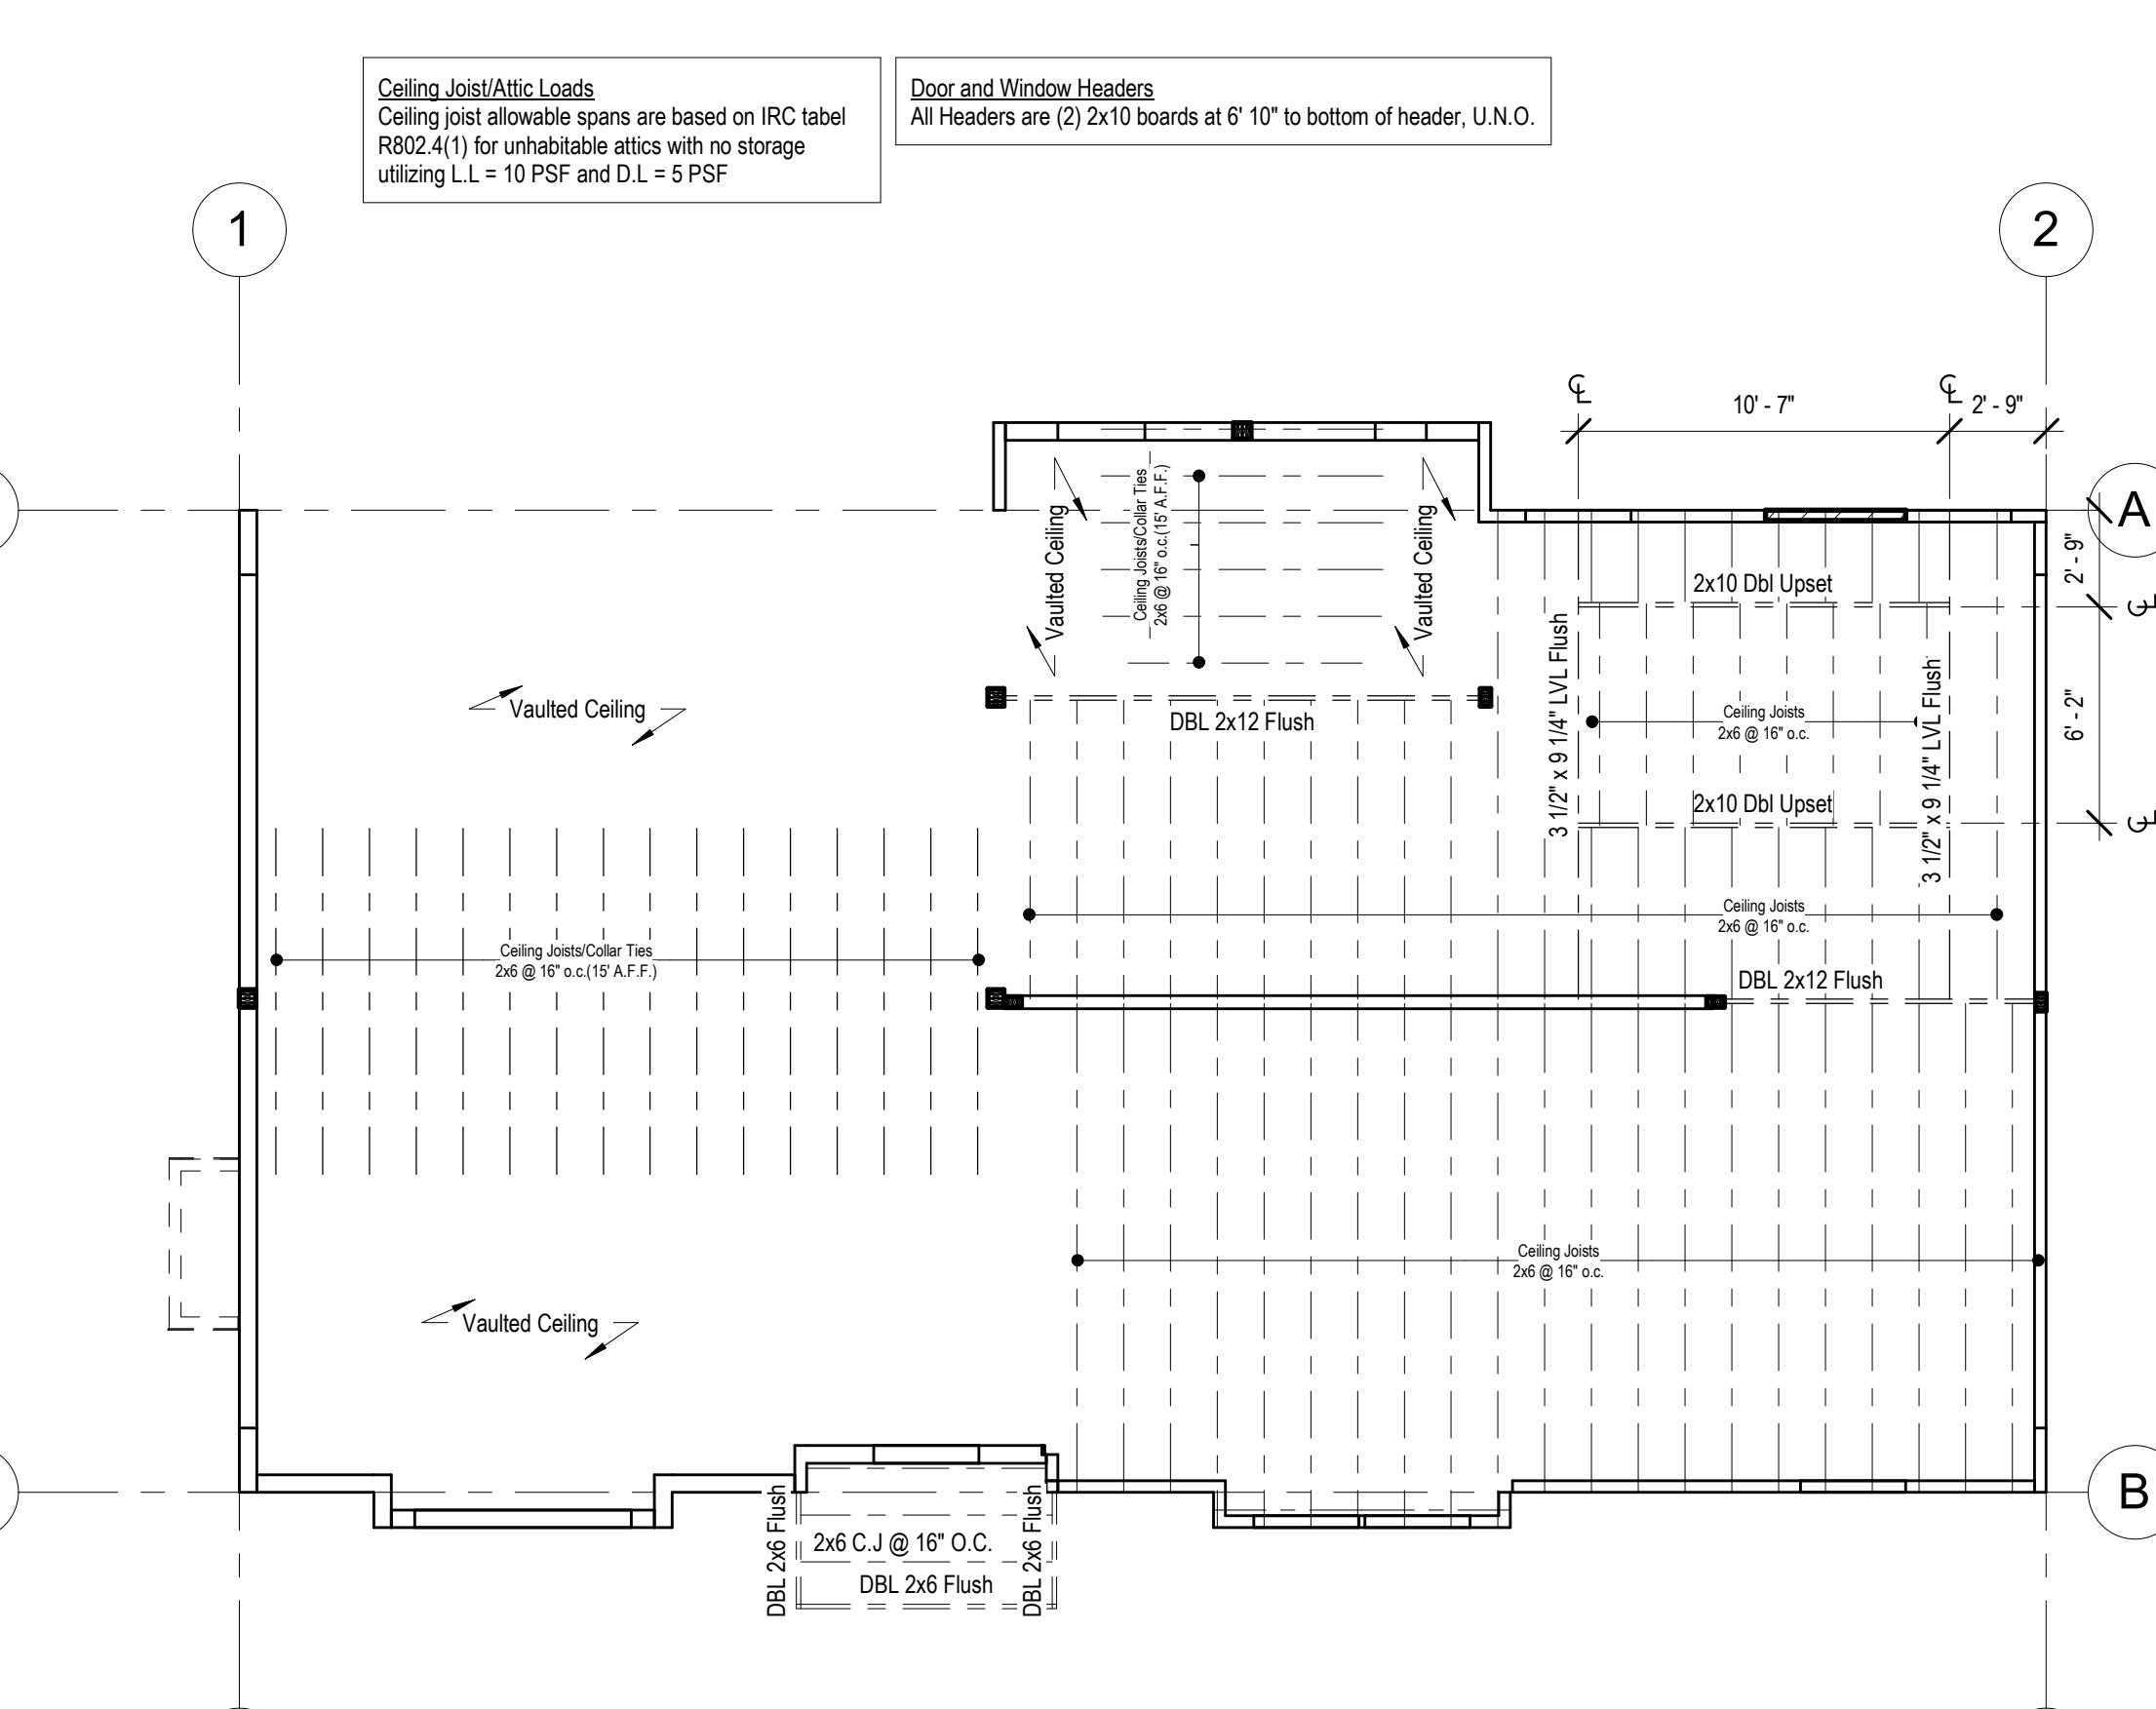 Ceiling Joist/Attic Loads
Ceiling joist allowable spans are based on IRC tabel
R802.4(1) for unhabitable attics with no storage
utilizing L.L = 10 PSF and D.L = 5 PSF
Door and Window Headers
All Headers are (2) 2x10 boards at 6' 10" to bottom of header, U.N.O.
1
2
10' - 7"
2' - 9"
A
2' - 9"
6' - 2"
Ceiling Joists/Collar Ties
2x6 @ 16" o.c.(15' A.F.F.)
Vaulted Ceiling
Vaulted Ceiling
2x10 Dbl Upset
3 1/2" x 9 1/4" LVL Flush
3 1/2" x 9 1/4" LVL Flush
Vaulted Ceiling
DBL 2x12 Flush
Ceiling Joists
2x6 @ 16" o.c.
2x10 Dbl Upset
Ceiling Joists
2x6 @ 16" o.c.
Ceiling Joists/Collar Ties
2x6 @ 16" o.c.(15' A.F.F.)
DBL 2x12 Flush
Ceiling Joists
2x6 @ 16" o.c.
Vaulted Ceiling
B
DBL 2x6 Flush
2x6 C.J @ 16" O.C.
DBL 2x6 Flush
DBL 2x6 Flush